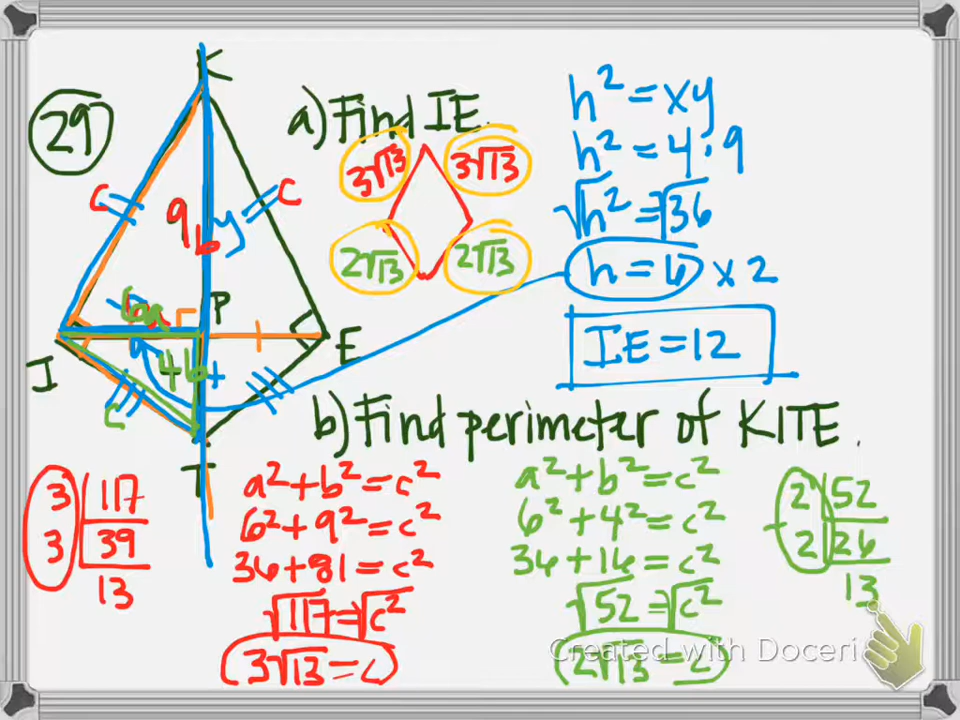 29
K
C
C
9
b
y
6
a
P
I
E
4
b
x
C
T
a) Find IE.
3√13
3√13
2√13
2√13
h² = xy
h² = 4·9
√h² = √36
h = 6 x 2
IE = 12
b) Find perimeter of KITE.
3 117
3 39
13
a² + b² = c²
6² + 9² = c²
36 + 81 = c²
√117 = √c²
3√13 = c
a² + b² = c²
6² + 4² = c²
36 + 16 = c²
√52 = √c²
2√13 = c
2 52
2 26
13
Created with Doceri